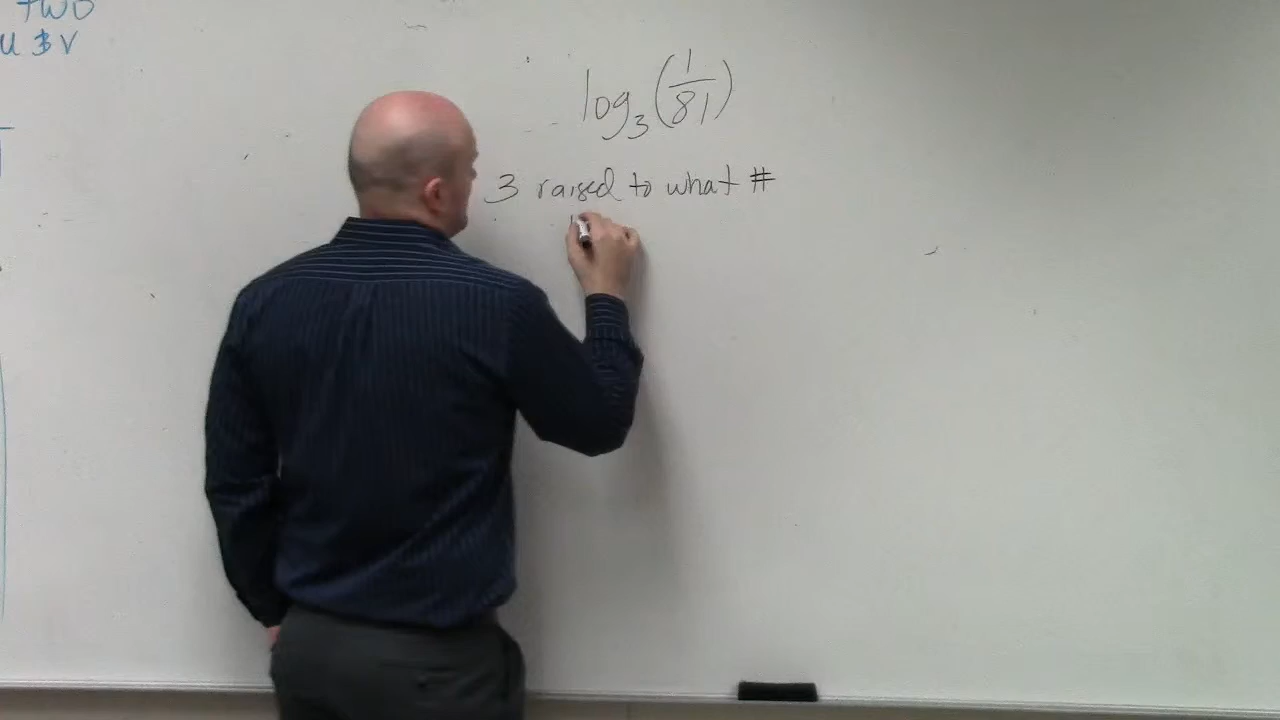 TWO
u & v
log₃(1/81)
3 raised to what #